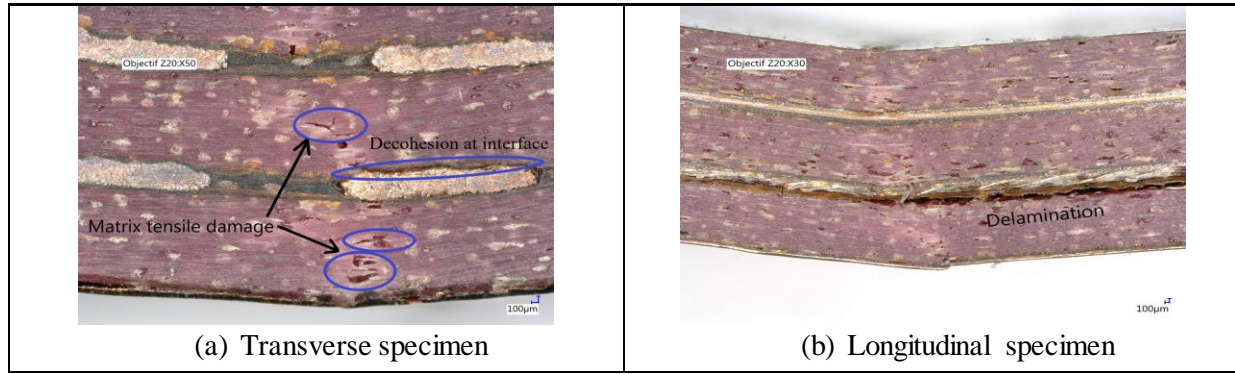 Objectif Z20:X50
Decohesion at interface
Matrix tensile damage
100µm
(a) Transverse specimen
Objectif Z20:X30
Delamination
100µm
(b) Longitudinal specimen